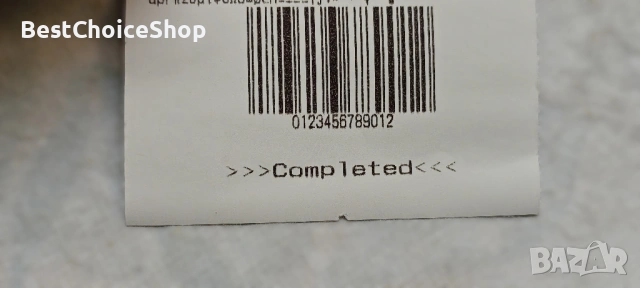 BestChoiceShop
0123456789012
>>>Completed<<<
BAZAR